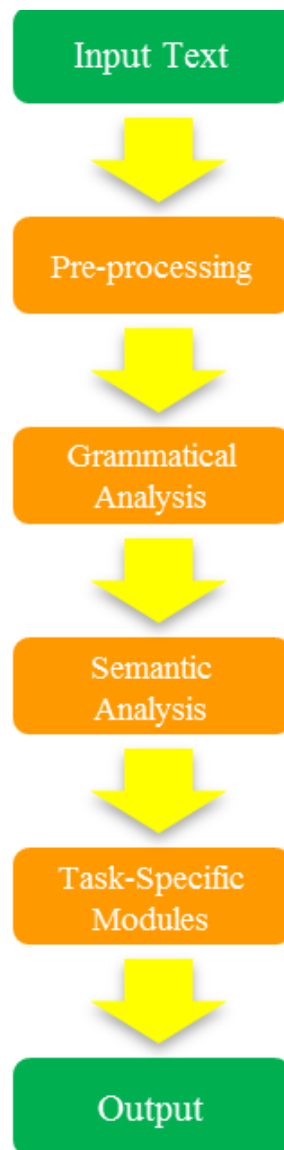 Input Text
Pre-processing
Grammatical
Analysis
Semantic
Analysis
Task-Specific
Modules
Output